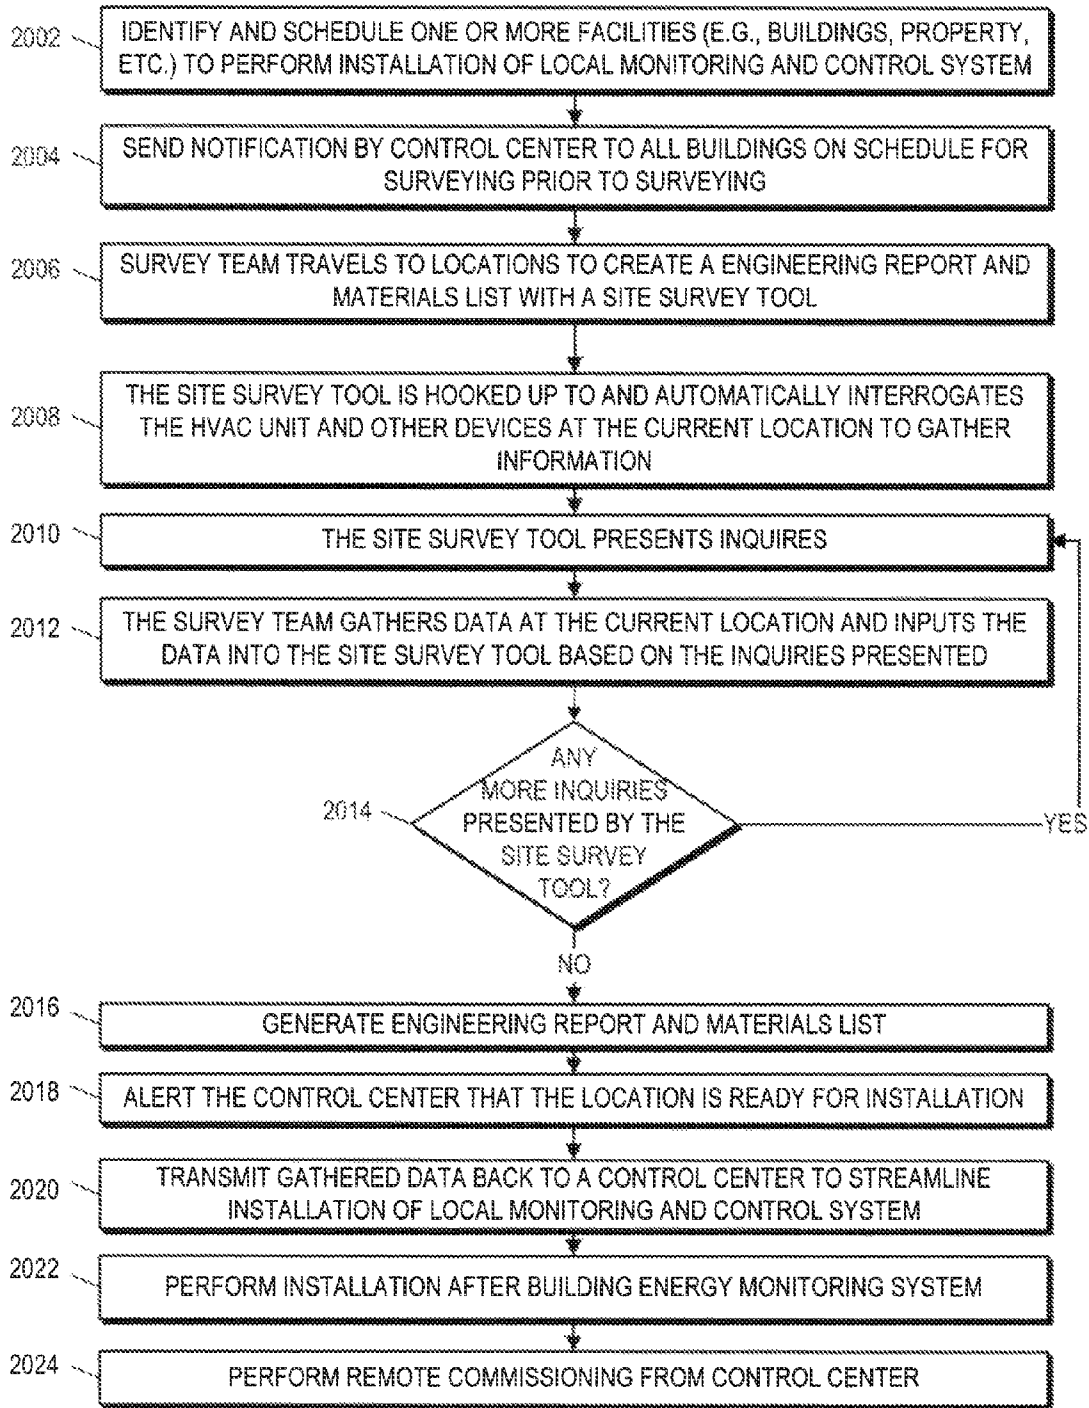 2002
IDENTIFY AND SCHEDULE ONE OR MORE FACILITIES (E.G., BUILDINGS, PROPERTY,
ETC.) TO PERFORM INSTALLATION OF LOCAL MONITORING AND CONTROL SYSTEM
2004
SEND NOTIFICATION BY CONTROL CENTER TO ALL BUILDINGS ON SCHEDULE FOR
SURVEYING PRIOR TO SURVEYING
2006
SURVEY TEAM TRAVELS TO LOCATIONS TO CREATE A ENGINEERING REPORT AND
MATERIALS LIST WITH A SITE SURVEY TOOL
2008
THE SITE SURVEY TOOL IS HOOKED UP TO AND AUTOMATICALLY INTERROGATES
THE HVAC UNIT AND OTHER DEVICES AT THE CURRENT LOCATION TO GATHER
INFORMATION
2010
THE SITE SURVEY TOOL PRESENTS INQUIRES
2012
THE SURVEY TEAM GATHERS DATA AT THE CURRENT LOCATION AND INPUTS THE
DATA INTO THE SITE SURVEY TOOL BASED ON THE INQUIRIES PRESENTED
2014
ANY
MORE INQUIRIES
PRESENTED BY THE
SITE SURVEY
TOOL?
YES
NO
2016
GENERATE ENGINEERING REPORT AND MATERIALS LIST
2018
ALERT THE CONTROL CENTER THAT THE LOCATION IS READY FOR INSTALLATION
2020
TRANSMIT GATHERED DATA BACK TO A CONTROL CENTER TO STREAMLINE
INSTALLATION OF LOCAL MONITORING AND CONTROL SYSTEM
2022
PERFORM INSTALLATION AFTER BUILDING ENERGY MONITORING SYSTEM
2024
PERFORM REMOTE COMMISSIONING FROM CONTROL CENTER